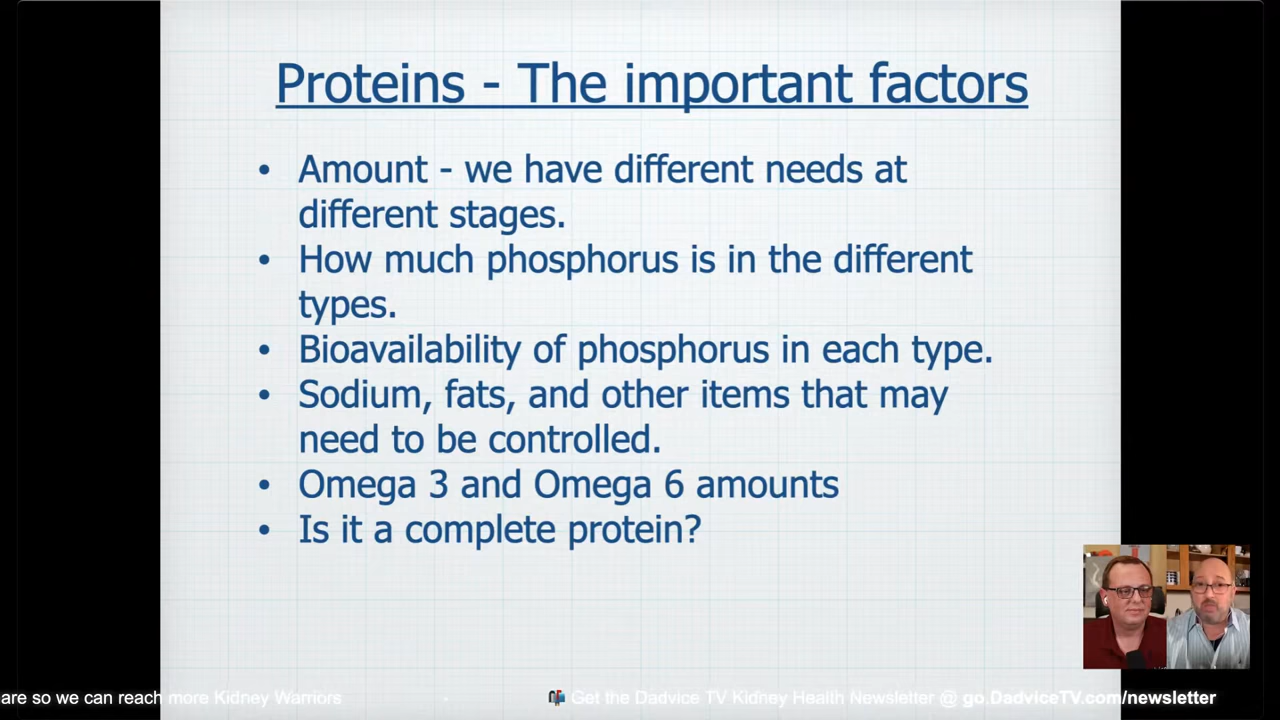 Proteins - The important factors
• Amount - we have different needs at
different stages.
• How much phosphorus is in the different
types.
• Bioavailability of phosphorus in each type.
• Sodium, fats, and other items that may
need to be controlled.
• Omega 3 and Omega 6 amounts
• Is it a complete protein?
are so we can reach more Kidney Warriors
Get the Dadvice TV Kidney Health Newsletter @ go.DadviceTV.com/newsletter